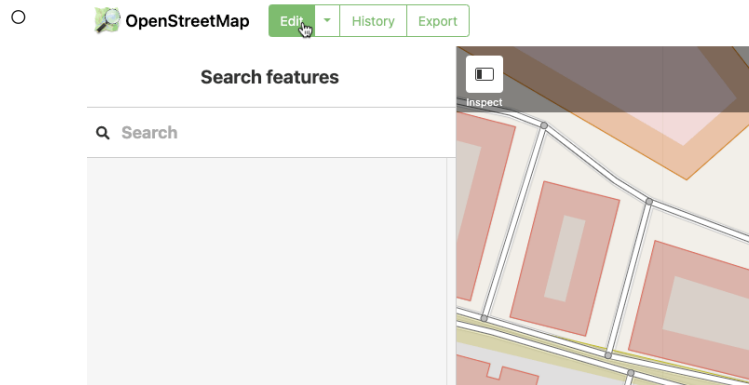 OpenStreetMap Edit History Export
Search features
Search
Inspect